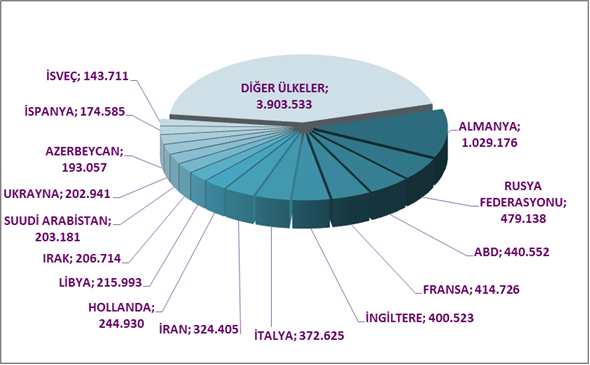 DİĞER ÜLKELER;
3.903.533
ALMANYA;
1.029.176
RUSYA
FEDERASYONU;
479.138
ABD; 440.552
FRANSA; 414.726
İNGİLTERE; 400.523
İTALYA; 372.625
İRAN; 324.405
HOLLANDA;
244.930
LİBYA; 215.993
IRAK; 206.714
SUUDİ ARABİSTAN;
203.181
UKRAYNA; 202.941
AZERBEYCAN;
193.057
İSPANYA; 174.585
İSVEÇ; 143.711